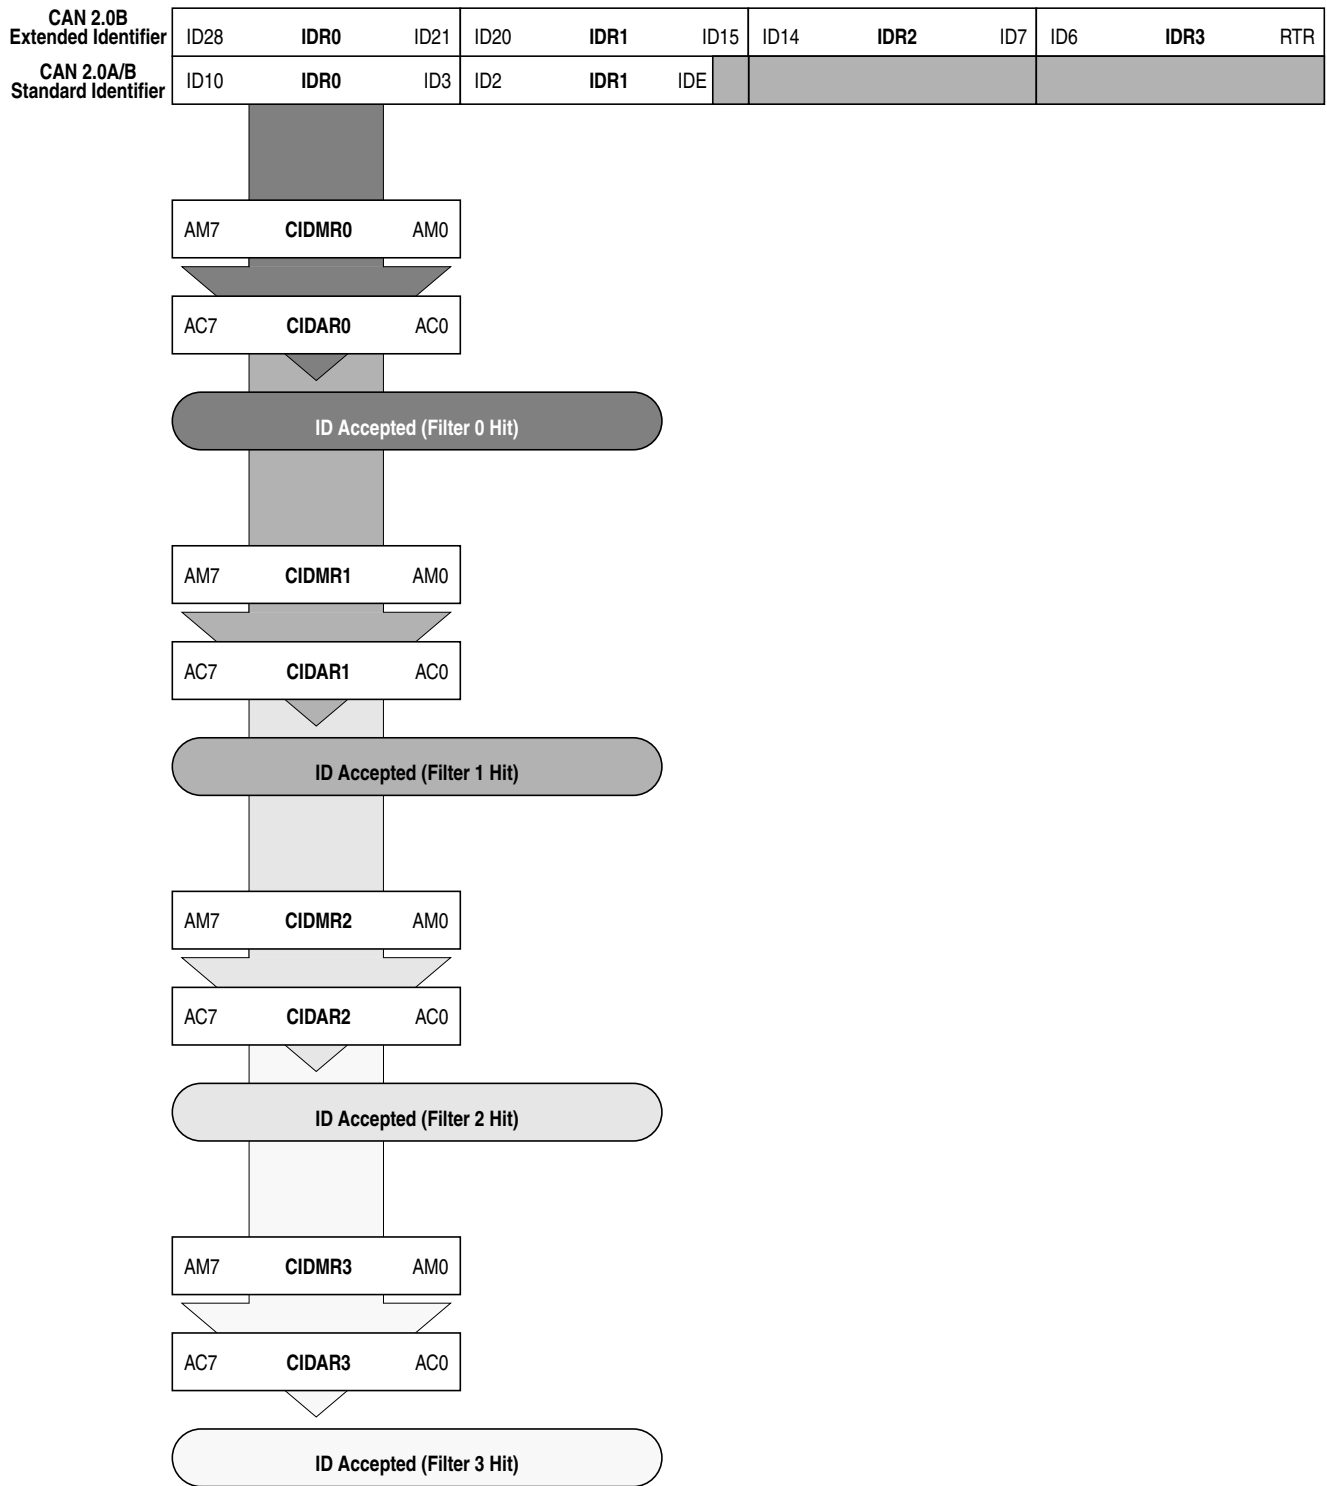 CAN 2.0B
Extended Identifier
ID28 IDR0 ID21 ID20 IDR1 ID15 ID14 IDR2 ID7 ID6 IDR3 RTR
CAN 2.0A/B
Standard Identifier
ID10 IDR0 ID3 ID2 IDR1 IDE
AM7 CIDMR0 AM0
AC7 CIDAR0 AC0
ID Accepted (Filter 0 Hit)
AM7 CIDMR1 AM0
AC7 CIDAR1 AC0
ID Accepted (Filter 1 Hit)
AM7 CIDMR2 AM0
AC7 CIDAR2 AC0
ID Accepted (Filter 2 Hit)
AM7 CIDMR3 AM0
AC7 CIDAR3 AC0
ID Accepted (Filter 3 Hit)